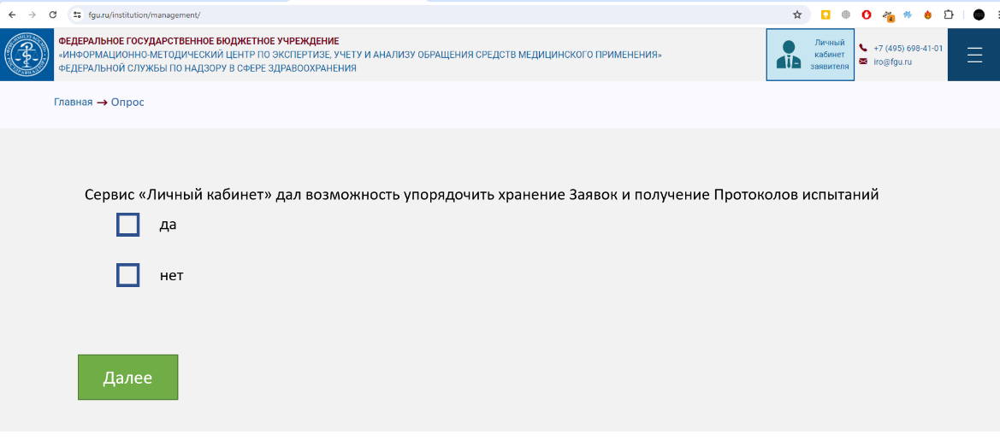 fgu.ru/institution/management/
ФЕДЕРАЛЬНОЕ ГОСУДАРСТВЕННОЕ БЮДЖЕТНОЕ УЧРЕЖДЕНИЕ
«ИНФОРМАЦИОННО-МЕТОДИЧЕСКИЙ ЦЕНТР ПО ЭКСПЕРТИЗЕ, УЧЕТУ И АНАЛИЗУ ОБРАЩЕНИЯ СРЕДСТВ МЕДИЦИНСКОГО ПРИМЕНЕНИЯ»
ФЕДЕРАЛЬНОЙ СЛУЖБЫ ПО НАДЗОРУ В СФЕРЕ ЗДРАВООХРАНЕНИЯ
Личный
кабинет
заявителя
+7 (495) 698-41-01
iro@fgu.ru
Главная → Опрос
Сервис «Личный кабинет» дал возможность упорядочить хранение Заявок и получение Протоколов испытаний
да
нет
Далее